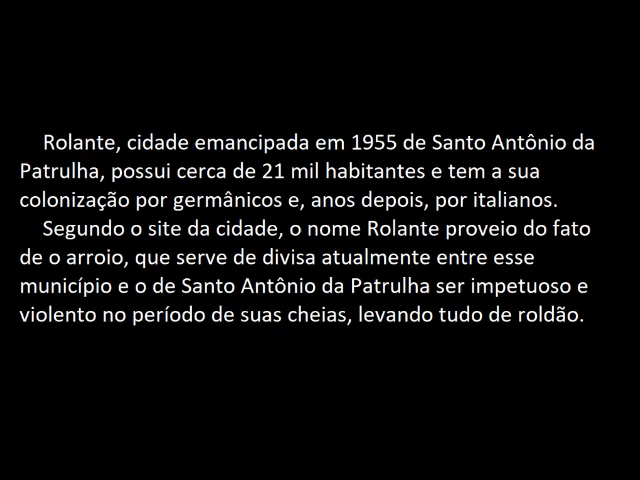 Rolante, cidade emancipada em 1955 de Santo Antônio da
Patrulha, possui cerca de 21 mil habitantes e tem a sua
colonização por germânicos e, anos depois, por italianos.
Segundo o site da cidade, o nome Rolante proveio do fato
de o arroio, que serve de divisa atualmente entre esse
município e o de Santo Antônio da Patrulha ser impetuoso e
violento no período de suas cheias, levando tudo de roldão.